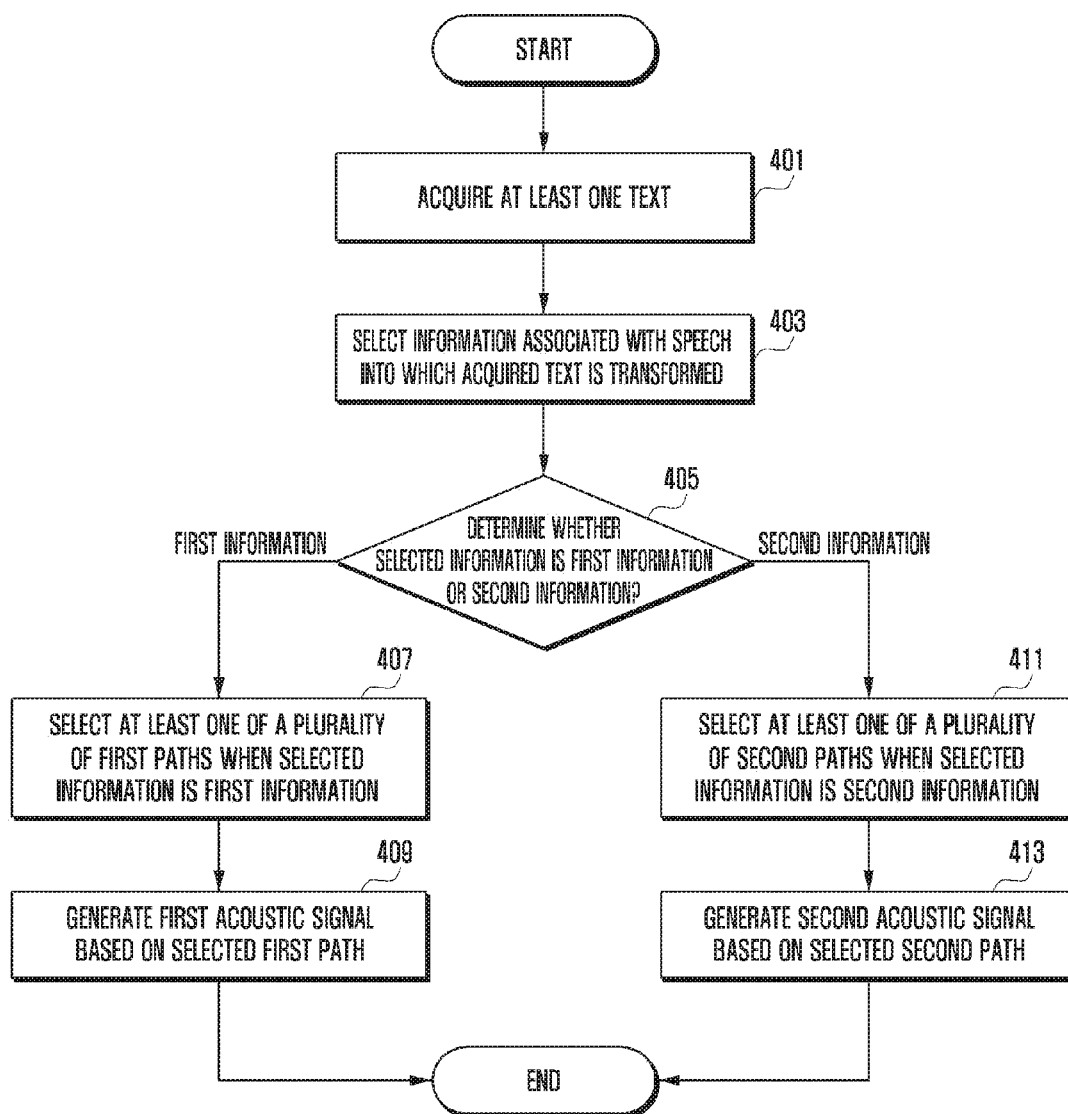 START
401
ACQUIRE AT LEAST ONE TEXT
403
SELECT INFORMATION ASSOCIATED WITH SPEECH
INTO WHICH ACQUIRED TEXT IS TRANSFORMED
405
DETERMINE WHETHER
SELECTED INFORMATION IS FIRST INFORMATION
OR SECOND INFORMATION?
FIRST INFORMATION
SECOND INFORMATION
407
SELECT AT LEAST ONE OF A PLURALITY
OF FIRST PATHS WHEN SELECTED
INFORMATION IS FIRST INFORMATION
409
GENERATE FIRST ACOUSTIC SIGNAL
BASED ON SELECTED FIRST PATH
411
SELECT AT LEAST ONE OF A PLURALITY
OF SECOND PATHS WHEN SELECTED
INFORMATION IS SECOND INFORMATION
413
GENERATE SECOND ACOUSTIC SIGNAL
BASED ON SELECTED SECOND PATH
END